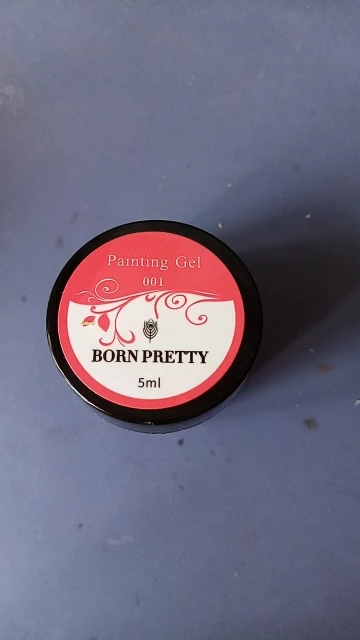 Painting Gel
001
BORN PRETTY
5ml